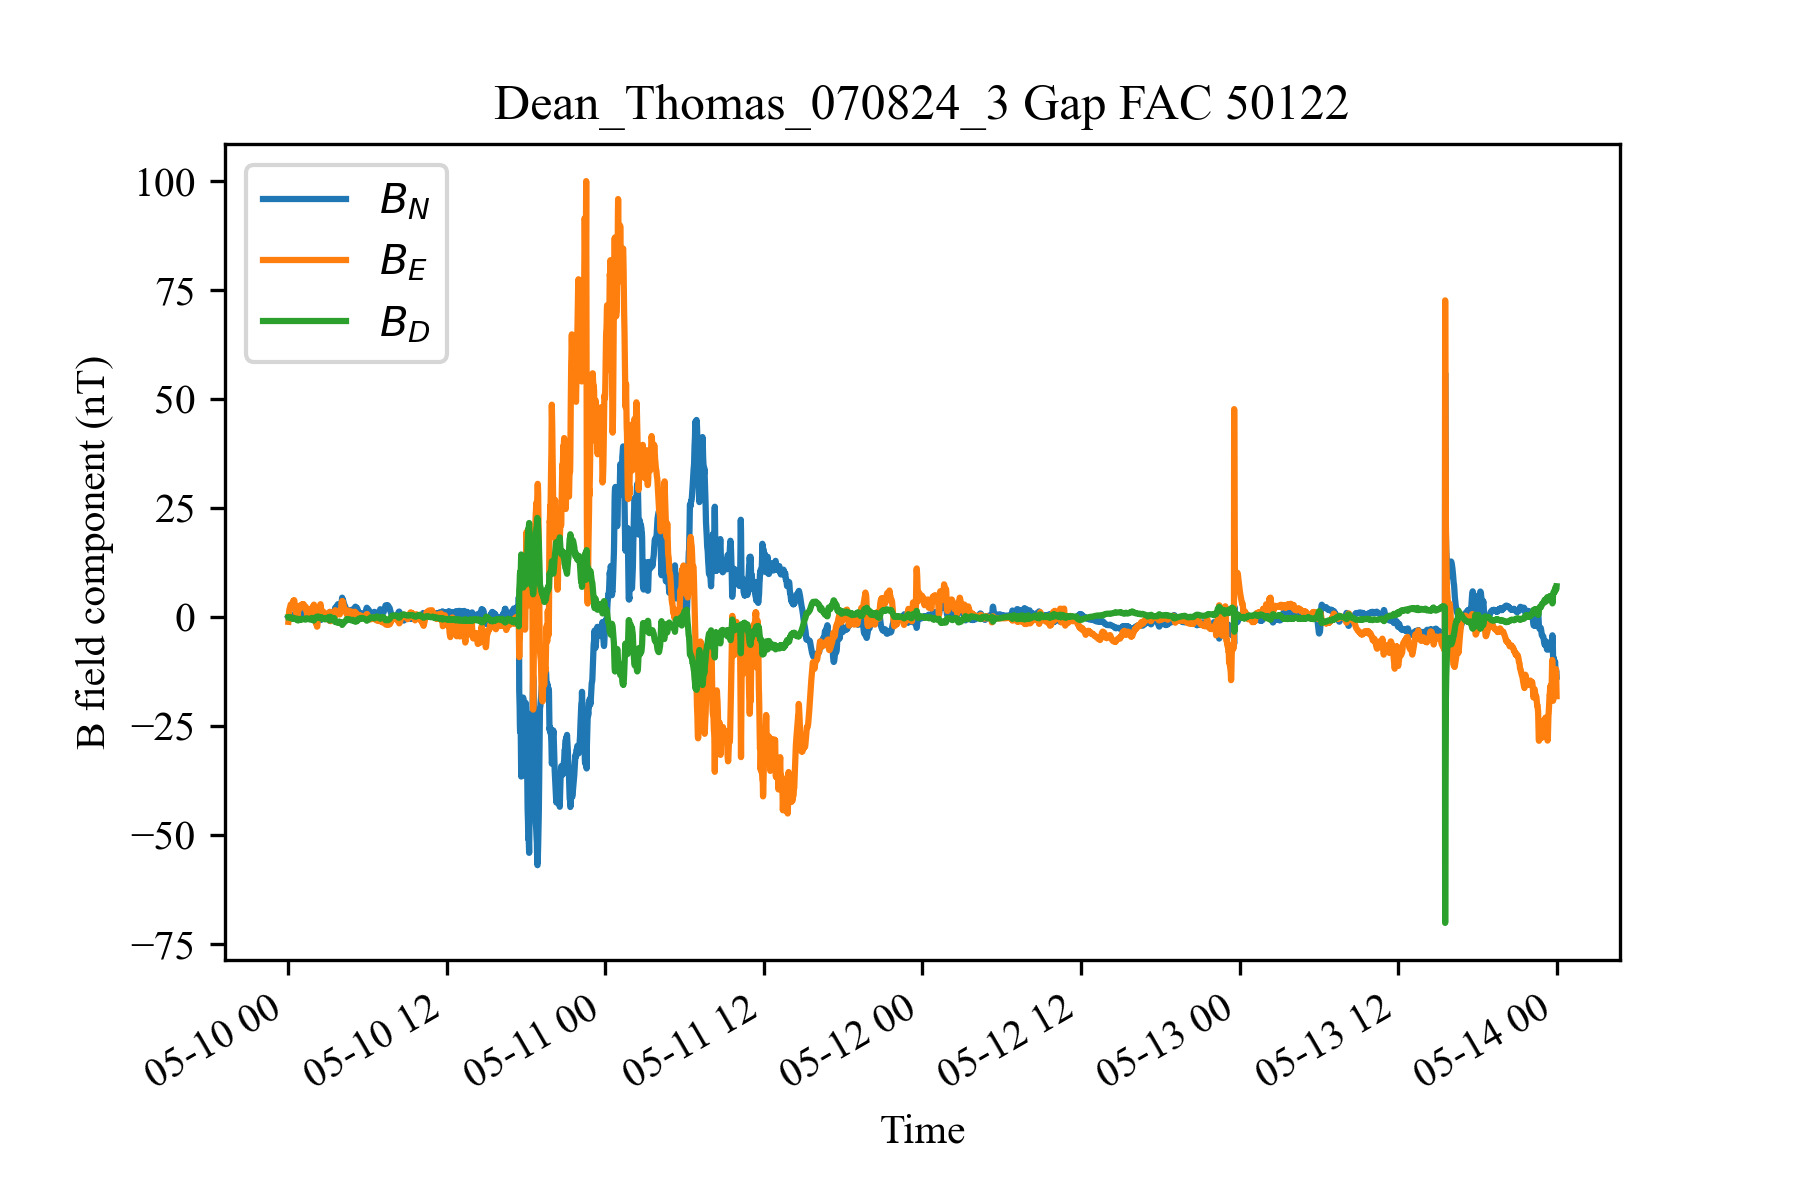 Dean_Thomas_070824_3 Gap FAC 50122
B_N
B_E
B_D
B field component (nT)
100
75
50
25
0
−25
−50
−75
05-10 00
05-10 12
05-11 00
05-11 12
05-12 00
05-12 12
05-13 00
05-13 12
05-14 00
Time